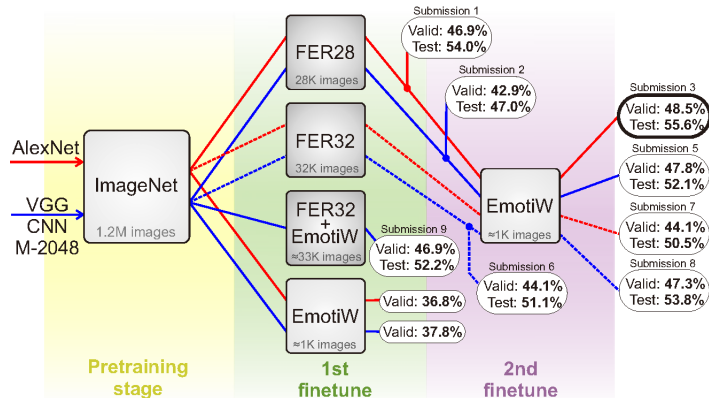 Submission 1
Valid: 46.9%
Test: 54.0%
FER28
28K images
Submission 2
Valid: 42.9%
Test: 47.0%
Submission 3
Valid: 48.5%
Test: 55.6%
AlexNet
ImageNet
1.2M images
VGG
CNN
M-2048
FER32
32K images
Submission 5
Valid: 47.8%
Test: 52.1%
EmotiW
≈1K images
FER32
+
EmotiW
≈33K images
Submission 9
Valid: 46.9%
Test: 52.2%
Submission 7
Valid: 44.1%
Test: 50.5%
Submission 6
Valid: 44.1%
Test: 51.1%
Submission 8
Valid: 47.3%
Test: 53.8%
EmotiW
≈1K images
Valid: 36.8%
Valid: 37.8%
Pretraining
stage
1st
finetune
2nd
finetune